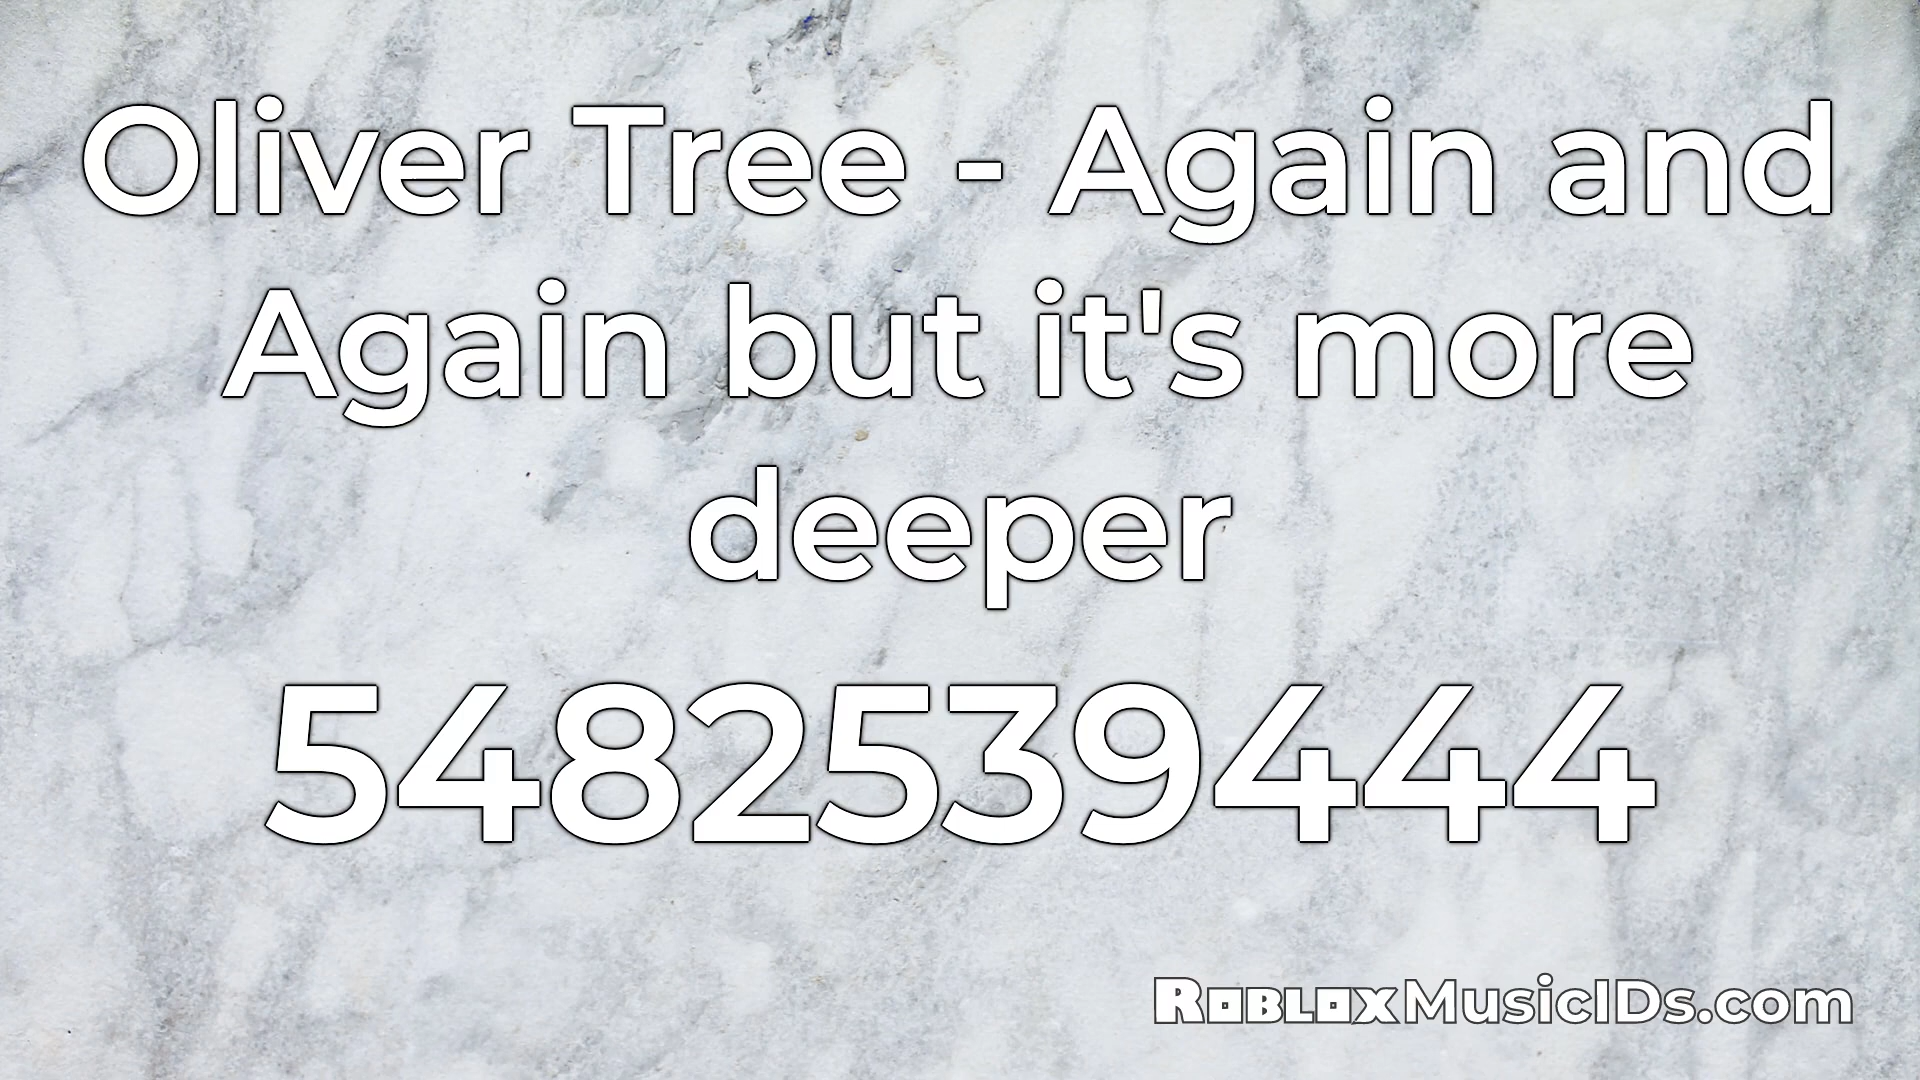 Oliver Tree - Again and
Again but it's more
deeper
5482539444
RobloxMusicIDs.com